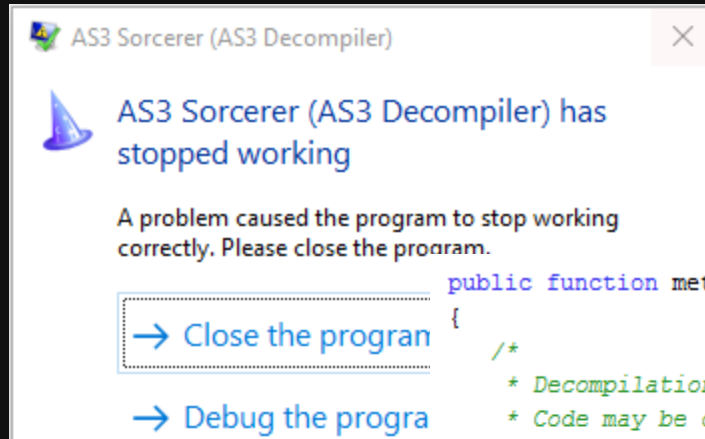 AS3 Sorcerer (AS3 Decompiler)
AS3 Sorcerer (AS3 Decompiler) has
stopped working
A problem caused the program to stop working
correctly. Please close the program.
public function met
{
→ Close the program
/*
* Decompilation
→ Debug the progra
* Code may be